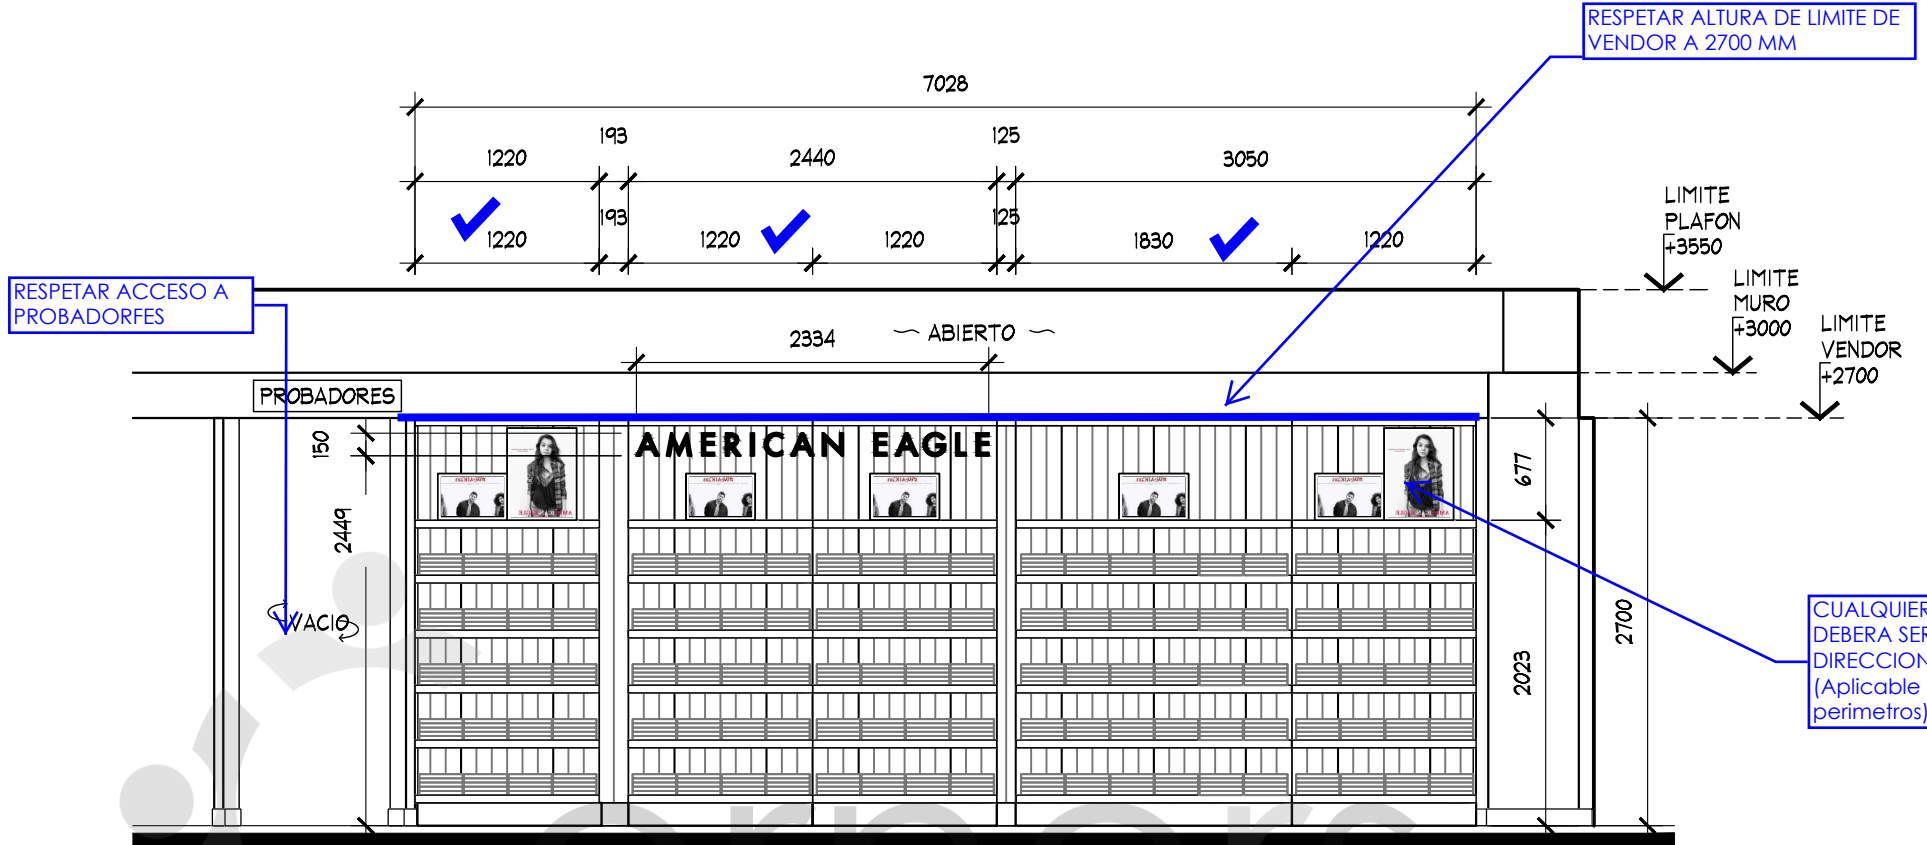 RESPETAR ALTURA DE LIMITE DE
VENDOR A 2700 MM
7028
193
125
1220
2440
3050
193
125
1220
1220
1220
1830
1220
LIMITE
PLAFON
+3550
LIMITE
MURO
+3000
LIMITE
VENDOR
+2700
RESPETAR ACCESO A
PROBADORFES
2334
ABIERTO
PROBADORES
150
AMERICAN EAGLE
677
2449
VACIO
2023
2700
CUALQUIER
DEBERA SER
DIRECCION
(Aplicable
perimetros)